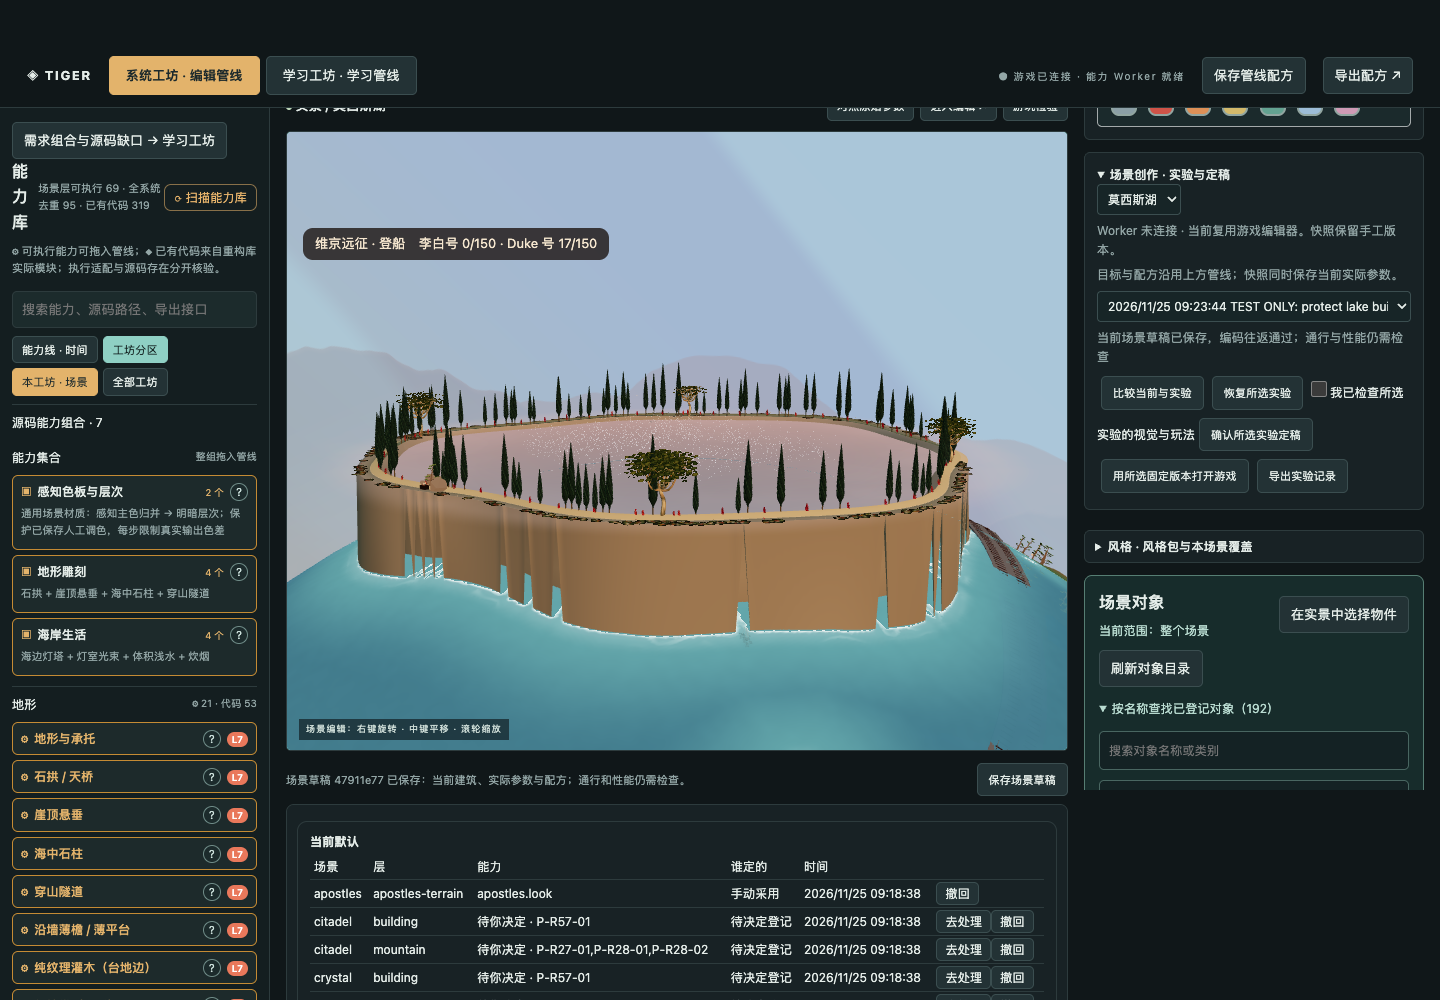 ◈ TIGER
系统工坊 · 编辑管线
学习工坊 · 学习管线
游戏已连接 · 能力 Worker 就绪
保存管线配方
导出配方 ↗
需求组合与源码缺口 → 学习工坊
能力库
场景层可执行 69 · 全系统
去重 95 · 已有代码 319
⟳ 扫描能力库
⚙ 可执行能力可拖入管线；◆ 已有代码来自重构库
实际模块；执行适配与源码存在分开核验。
搜索能力、源码路径、导出接口
能力线 · 时间
工坊分区
本工坊 · 场景
全部工坊
源码能力组合 · 7
能力集合
整组拖入管线
▣ 感知色板与层次
2 个 ?
通用场景材质：感知主色归并 → 明暗层次；保
护已保存人工调色，每步限制真实输出色差
▣ 地形雕刻
4 个 ?
石拱 + 崖顶悬垂 + 海中石柱 + 穿山隧道
▣ 海岸生活
4 个 ?
海边灯塔 + 灯室光束 + 体积浅水 + 炊烟
地形
⚙ 21 · 代码 53
⚙ 地形与承托 ? L7
⚙ 石拱 / 天桥 ? L7
⚙ 崖顶悬垂 ? L7
⚙ 海中石柱 ? L7
⚙ 穿山隧道 ? L7
⚙ 沿墙薄檐 / 薄平台 ? L7
⚙ 纯纹理灌木（台地边） ? L7
维京远征 · 登船 李白号 0/150 · Duke 号 17/150
场景编辑：右键旋转 · 中键平移 · 滚轮缩放
场景草稿 47911e77 已保存：当前建筑、实际参数与配方；通行和性能仍需检查。
保存场景草稿
当前默认
场景 层 能力 谁定的 时间
apostles apostles-terrain apostles.look 手动采用 2026/11/25 09:18:38 撤回
citadel building 待你决定 · P-R57-01 待决定登记 2026/11/25 09:18:38 去处理 撤回
citadel mountain 待你决定 · P-R27-01,P-R28-01,P-R28-02 待决定登记 2026/11/25 09:18:38 去处理 撤回
crystal building 待你决定 · P-R57-01 待决定登记 2026/11/25 09:18:38 去处理 撤回
▼ 场景创作 · 实验与定稿
莫西斯湖
Worker 未连接 · 当前复用游戏编辑器。快照保留手工版
本。
目标与配方沿用上方管线；快照同时保存当前实际参数。
2026/11/25 09:23:44 TEST ONLY: protect lake bui
当前场景草稿已保存，编码往返通过；通行与性能仍需检
查
比较当前与实验
恢复所选实验
我已检查所选
实验的视觉与玩法
确认所选实验定稿
用所选固定版本打开游戏
导出实验记录
▶ 风格 · 风格包与本场景覆盖
场景对象
当前范围：整个场景
在实景中选择物件
刷新对象目录
▼ 按名称查找已登记对象（192）
搜索对象名称或类别